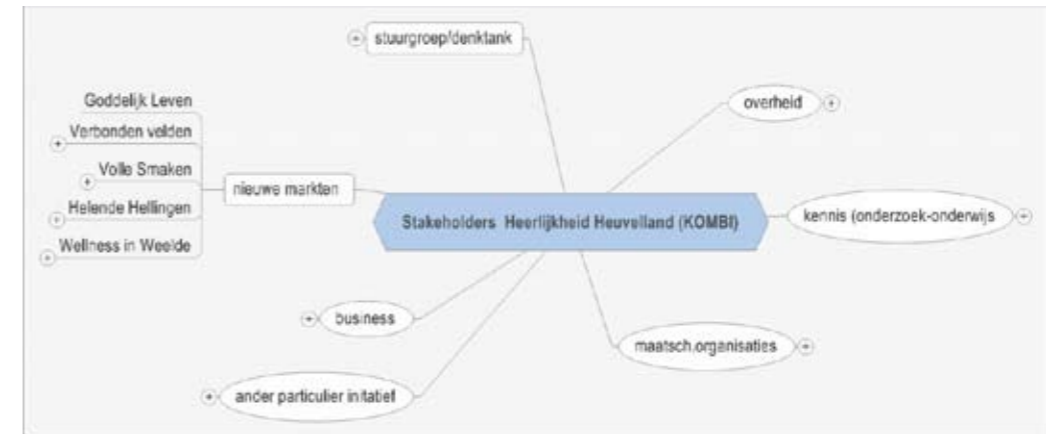 stuurgroep/denktank
overheid
Goddelijk Leven
Verbonden velden
Volle Smaken
Helende Hellingen
Wellness in Weelde
nieuwe markten
Stakeholders Heerlijkheid Heuvelland (KOMBI)
kennis (onderzoek-onderwijs
business
maatsch.organisaties
ander particulier initatief